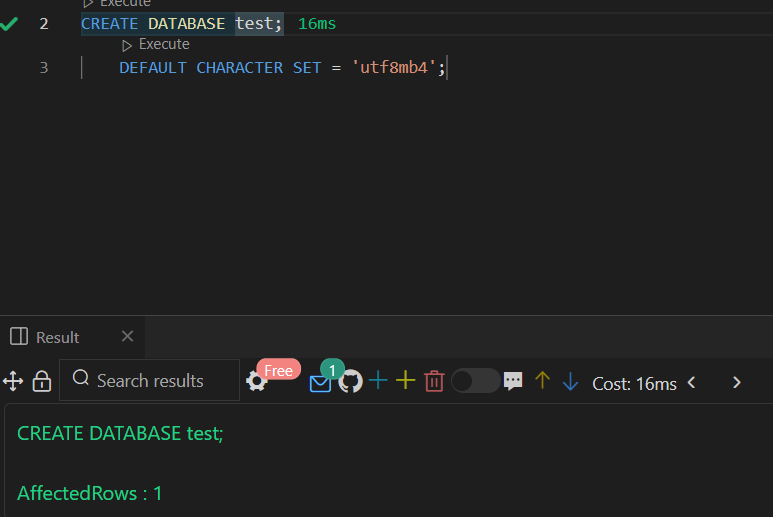 Execute
2 CREATE DATABASE test; 16ms
Execute
3 DEFAULT CHARACTER SET = 'utf8mb4';
Result
Search results Free 1 Cost: 16ms
CREATE DATABASE test;
AffectedRows : 1